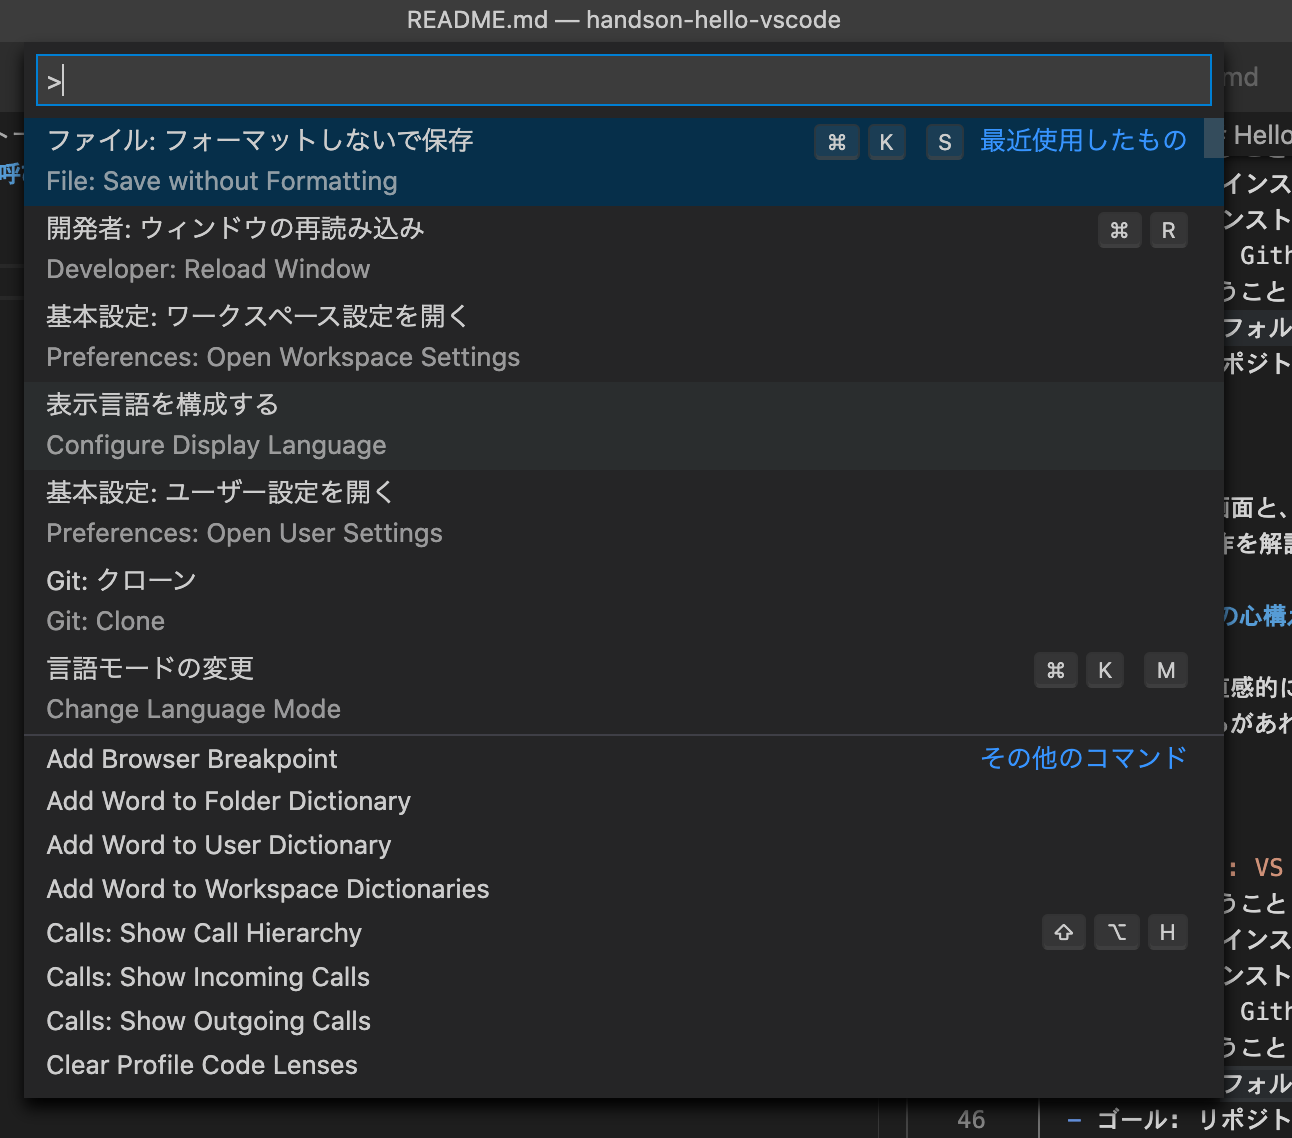 README.md — handson-hello-vscode
>
ファイル: フォーマットしないで保存 ⌘ K S 最近使用したもの
File: Save without Formatting
開発者: ウィンドウの再読み込み ⌘ R
Developer: Reload Window
基本設定: ワークスペース設定を開く
Preferences: Open Workspace Settings
表示言語を構成する
Configure Display Language
基本設定: ユーザー設定を開く
Preferences: Open User Settings
Git: クローン
Git: Clone
言語モードの変更 ⌘ K M
Change Language Mode
Add Browser Breakpoint その他のコマンド
Add Word to Folder Dictionary
Add Word to User Dictionary
Add Word to Workspace Dictionaries
Calls: Show Call Hierarchy ⇧ ⌥ H
Calls: Show Incoming Calls
Calls: Show Outgoing Calls
Clear Profile Code Lenses
md
Hello
インス
ンスト
Gith
うこと
フォル
ポジト
画面と、
作を解説
の心構え
直感的に
があれ
: VS
うこと
インス
ンスト
Gith
うこと
フォル
46 - ゴール: リポジト